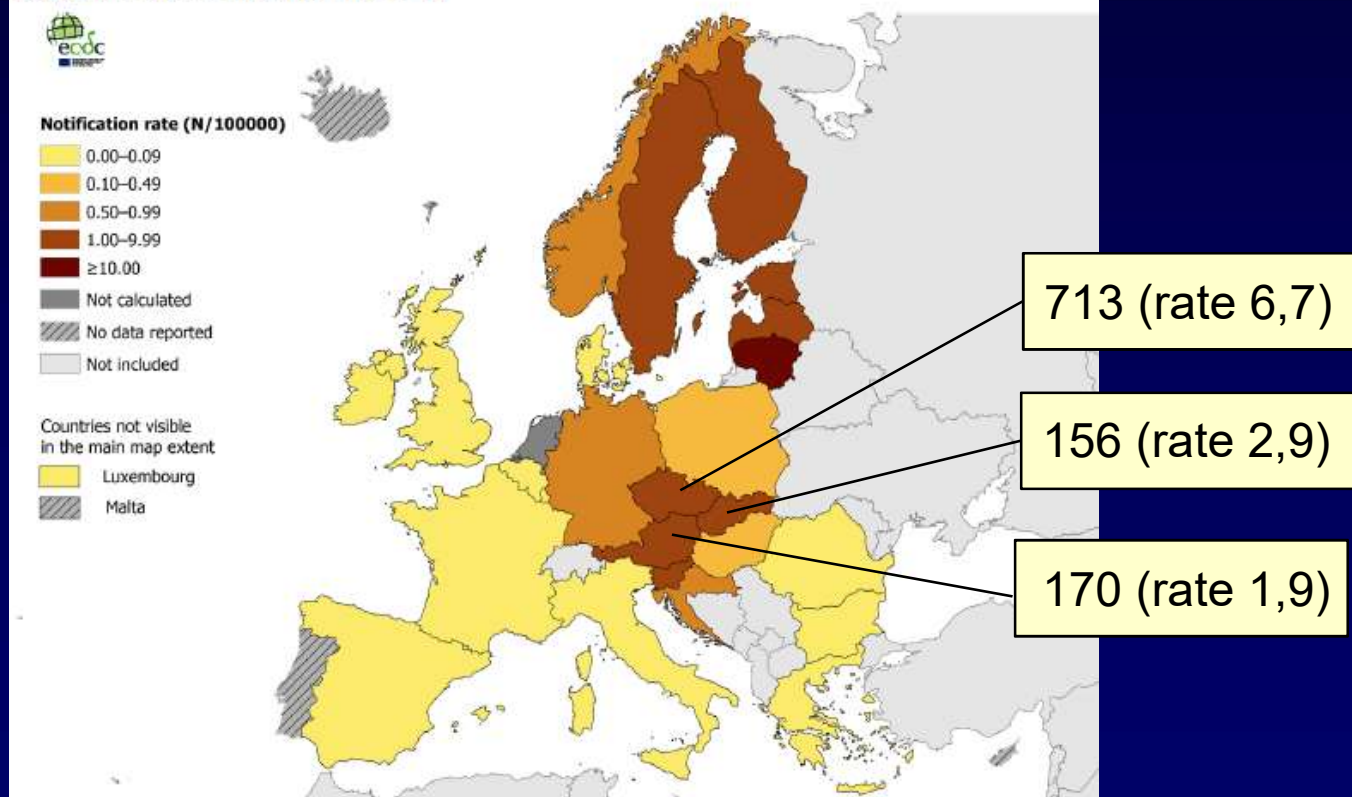 ecdc
Notification rate (N/100000)
0.00–0.09
0.10–0.49
0.50–0.99
1.00–9.99
≥10.00
Not calculated
No data reported
Not included
Countries not visible
in the main map extent
Luxembourg
Malta
713 (rate 6,7)
156 (rate 2,9)
170 (rate 1,9)